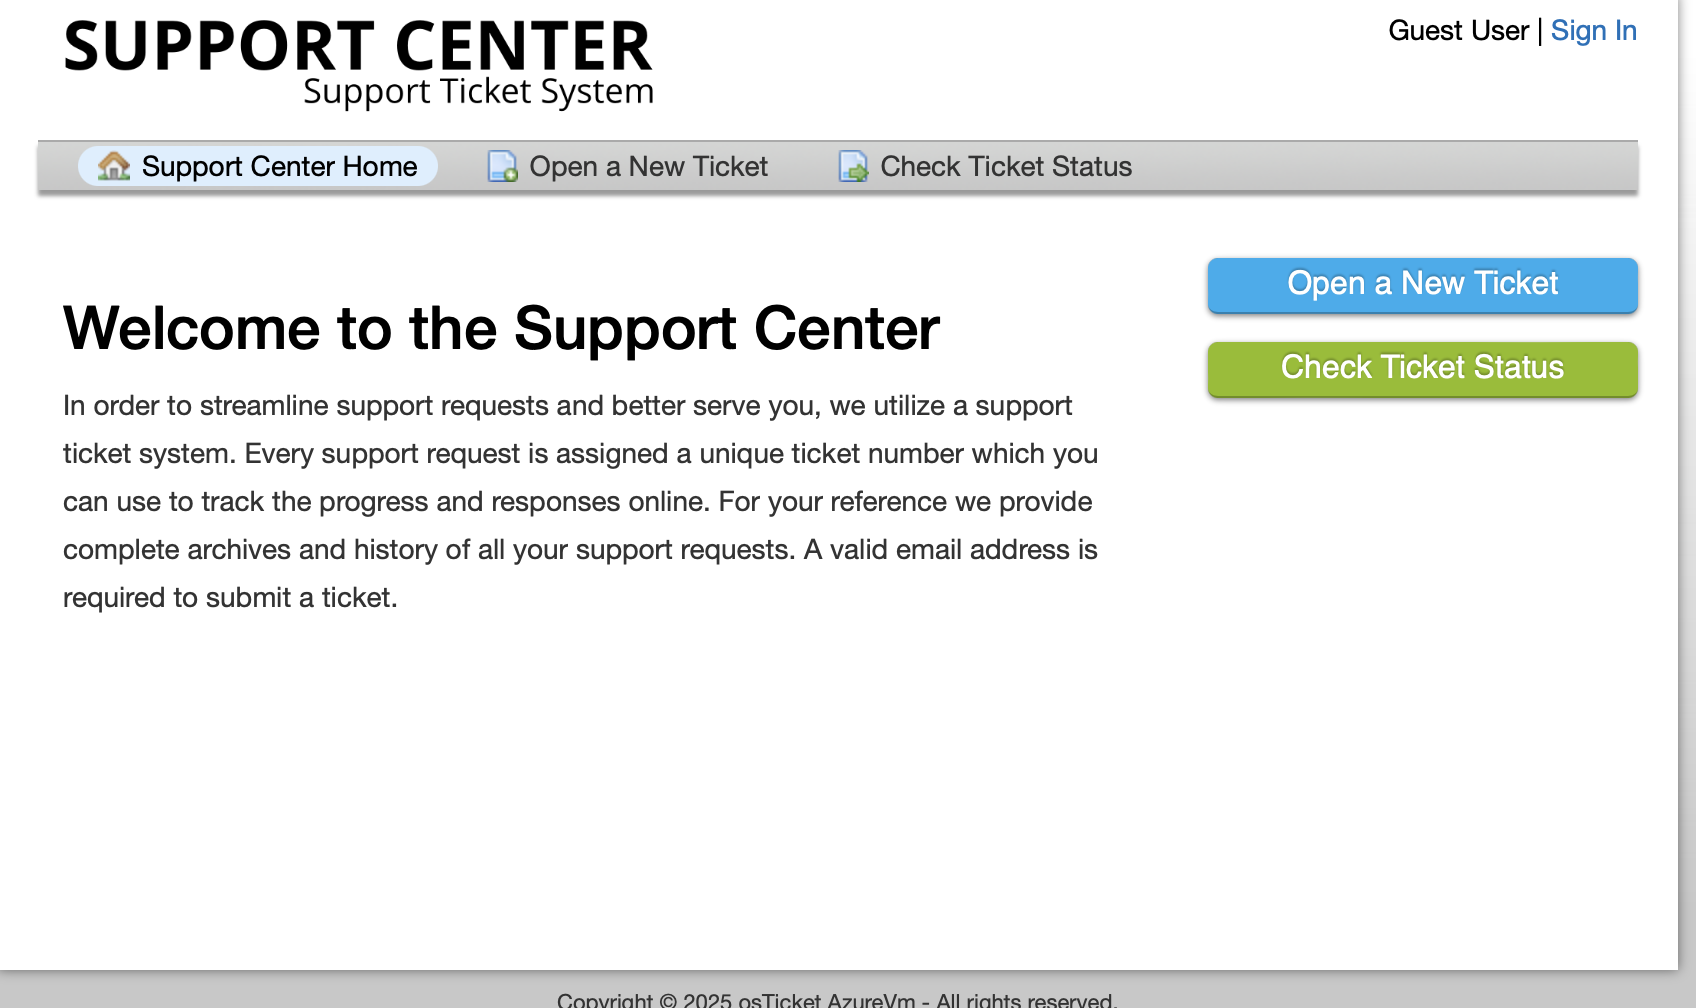 SUPPORT CENTER
Support Ticket System
Guest User | Sign In
Support Center Home
Open a New Ticket
Check Ticket Status
Open a New Ticket
Check Ticket Status
Welcome to the Support Center
In order to streamline support requests and better serve you, we utilize a support
ticket system. Every support request is assigned a unique ticket number which you
can use to track the progress and responses online. For your reference we provide
complete archives and history of all your support requests. A valid email address is
required to submit a ticket.
Copyright © 2025 osTicket AzureVm - All rights reserved.